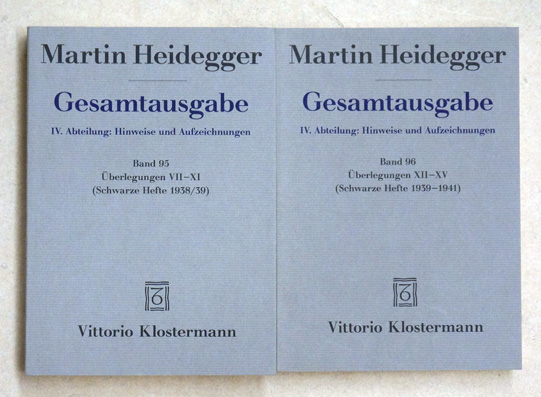 Martin Heidegger
Gesamtausgabe
IV. Abteilung: Hinweise und Aufzeichnungen
Band 95
Überlegungen VII–XI
(Schwarze Hefte 1938/39)
Vittorio Klostermann
Martin Heidegger
Gesamtausgabe
IV. Abteilung: Hinweise und Aufzeichnungen
Band 96
Überlegungen XII–XV
(Schwarze Hefte 1939–1941)
Vittorio Klostermann